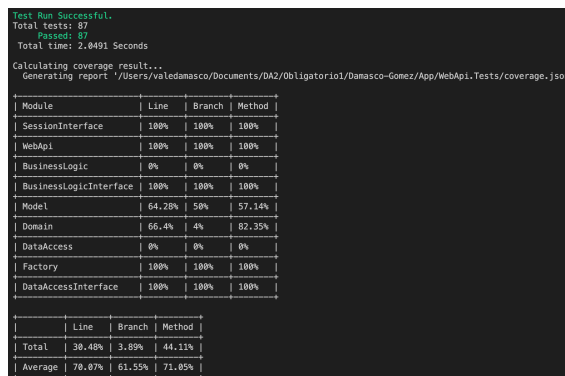 Test Run Successful.
Total tests: 87
Passed: 87
Total time: 2.0491 Seconds
Calculating coverage result...
Generating report '/Users/valedamasco/Documents/DA2/Obligatorio1/Damasco-Gomez/App/WebApi.Tests/coverage.jso
+------------------------+--------+--------+--------+
| Module | Line | Branch | Method |
| SessionInterface | 100% | 100% | 100% |
| WebApi | 100% | 100% | 100% |
| BusinessLogic | 0% | 0% | 0% |
| BusinessLogicInterface | 100% | 100% | 100% |
| Model | 64.28% | 50% | 57.14% |
| Domain | 66.4% | 4% | 82.35% |
| DataAccess | 0% | 0% | 0% |
| Factory | 100% | 100% | 100% |
| DataAccessInterface | 100% | 100% | 100% |
| | Line | Branch | Method |
| Total | 30.48% | 3.89% | 44.11% |
| Average | 70.07% | 61.55% | 71.05% |